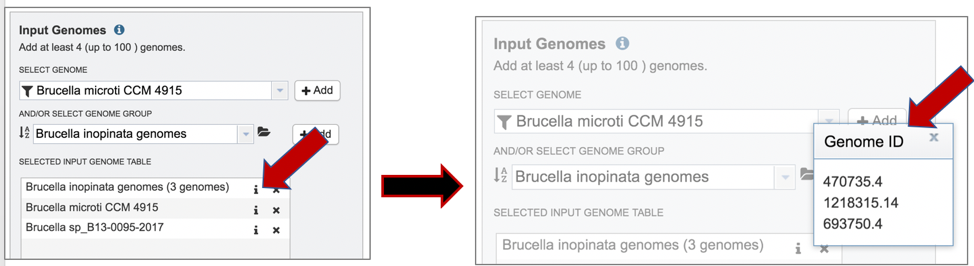 Input Genomes
Add at least 4 (up to 100 ) genomes.
SELECT GENOME
Brucella microti CCM 4915
Add
AND/OR SELECT GENOME GROUP
Brucella inopinata genomes
SELECTED INPUT GENOME TABLE
Brucella inopinata genomes (3 genomes)
Brucella microti CCM 4915
Brucella sp_B13-0095-2017
Input Genomes
Add at least 4 (up to 100 ) genomes.
SELECT GENOME
Brucella microti CCM 4915
Add
AND/OR SELECT GENOME GROUP
Brucella inopinata genomes
SELECTED INPUT GENOME TABLE
Brucella inopinata genomes (3 genomes)
Genome ID
470735.4
1218315.14
693750.4